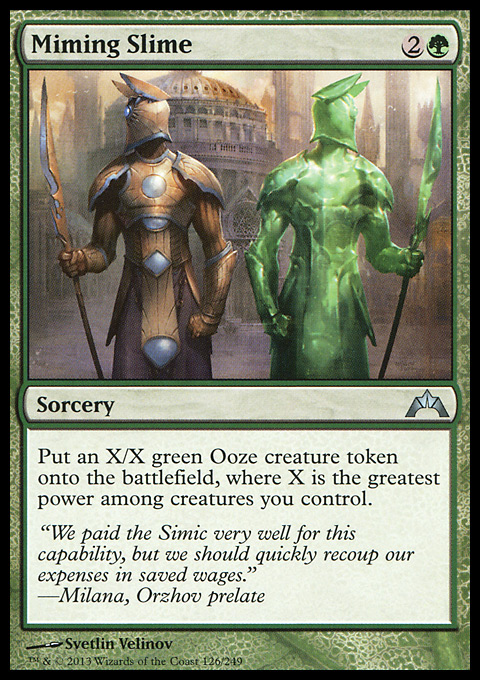 Miming Slime 2
Sorcery
Put an X/X green Ooze creature token
onto the battlefield, where X is the greatest
power among creatures you control.
“We paid the Simic very well for this
capability, but we should quickly recoup our
expenses in saved wages.”
—Milana, Orzhov prelate
Svetlin Velinov
™ & © 2013 Wizards of the Coast 126/249